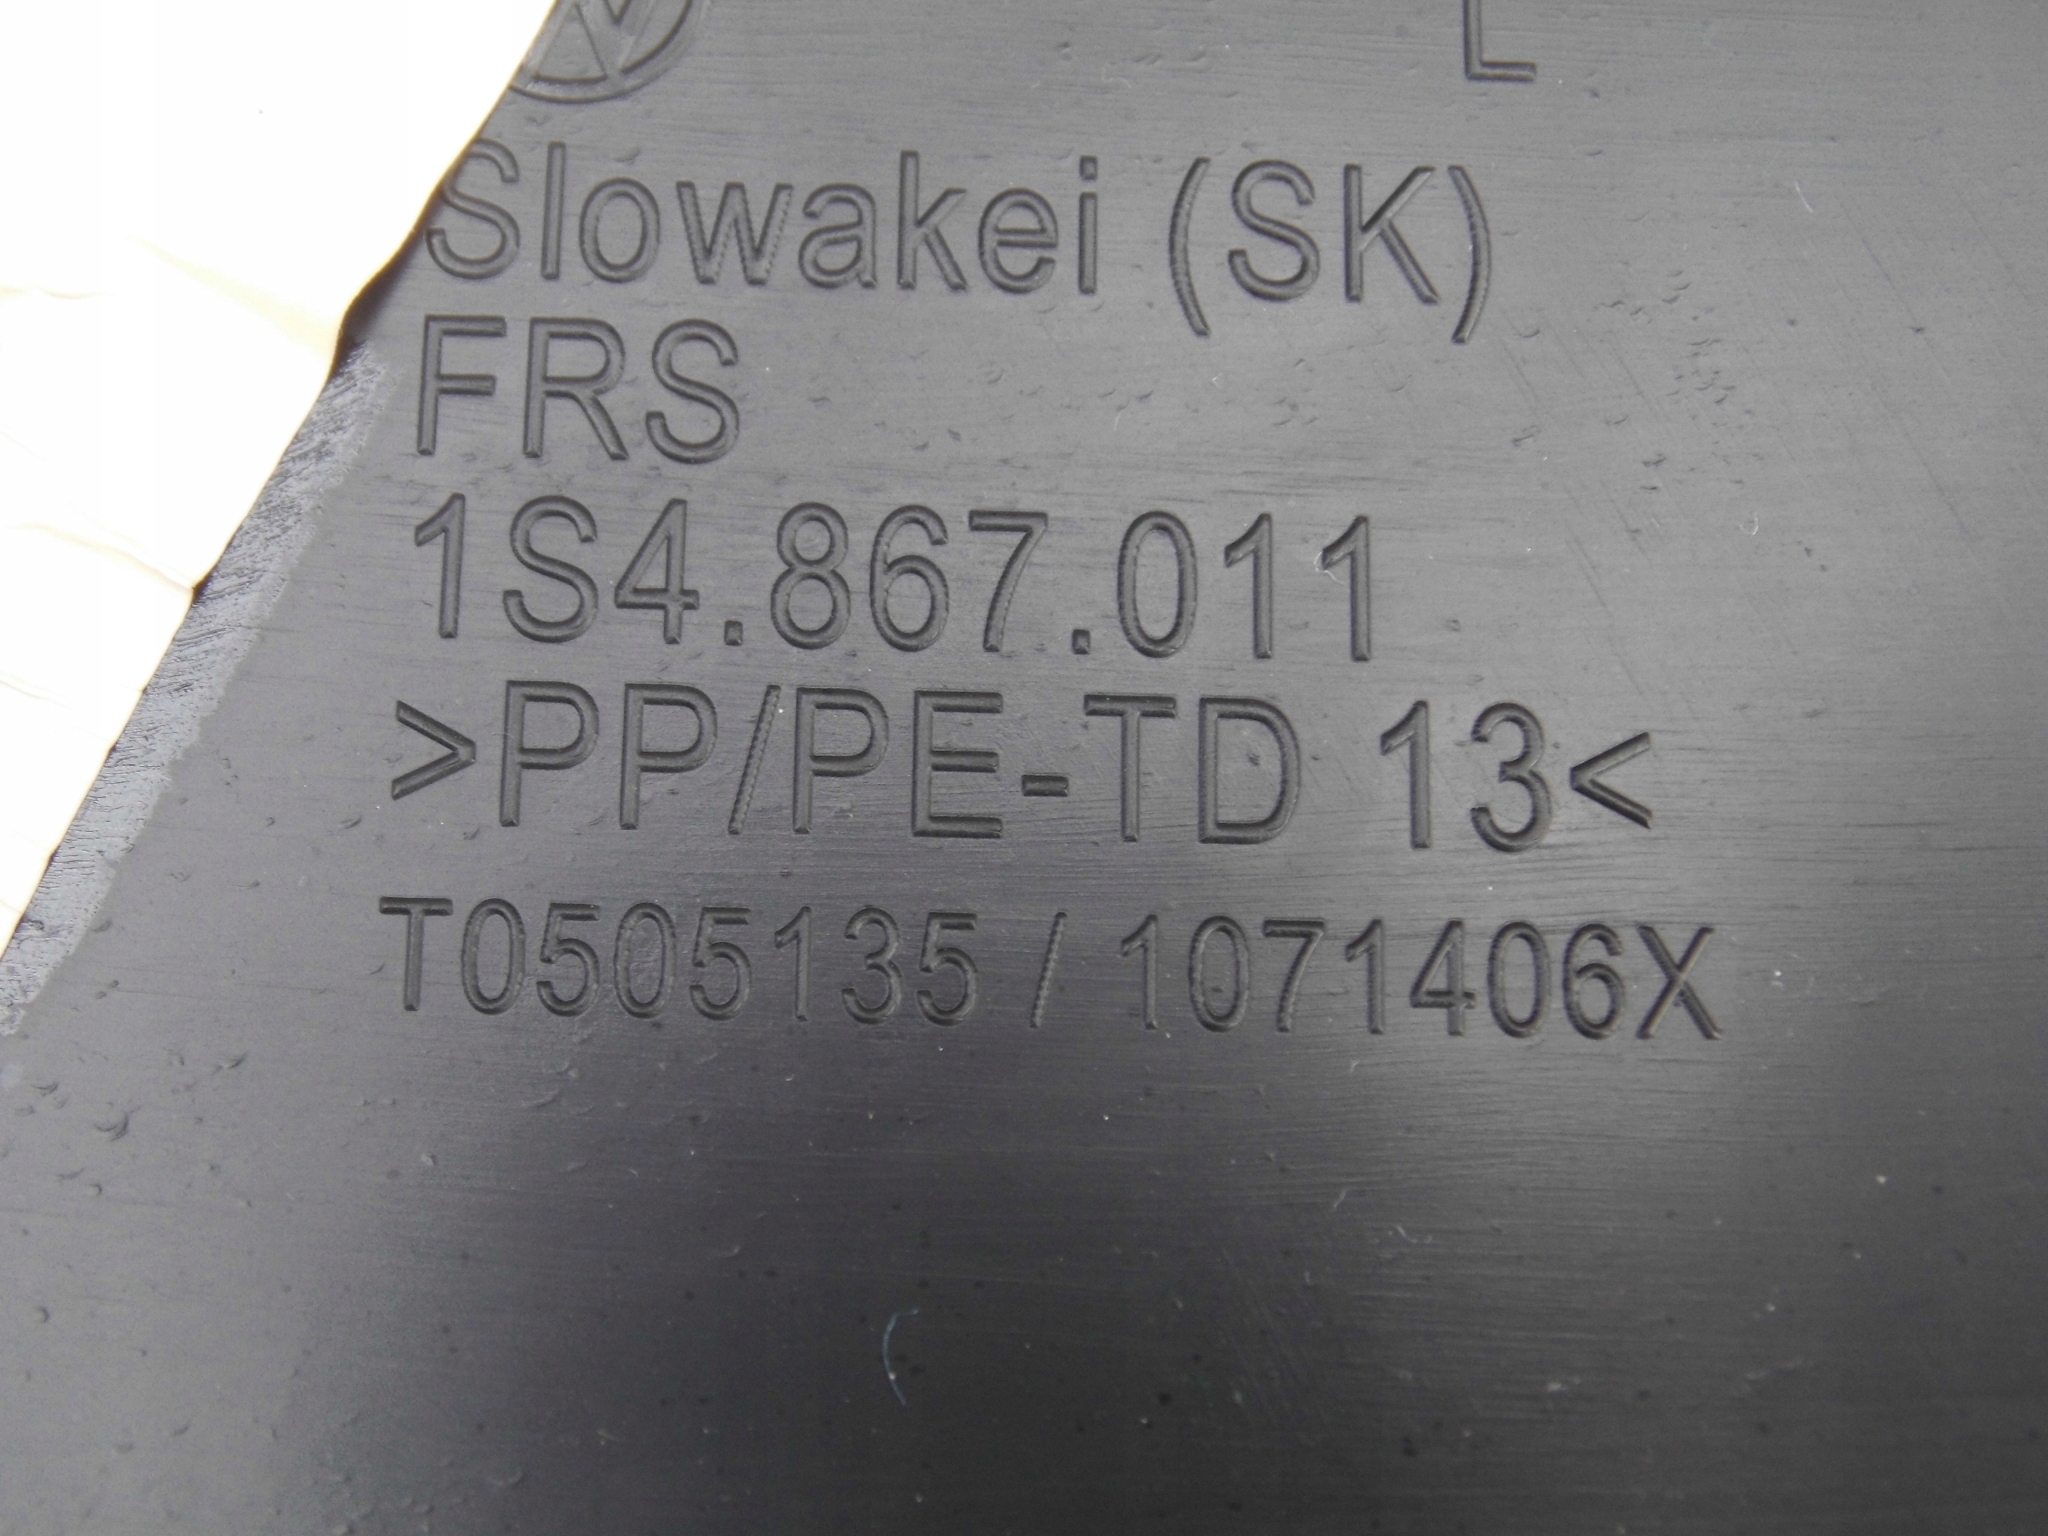 L
Slowakei (SK)
FRS
1S4.867.011
>PP/PE-TD 13<
T0505135 / 1071406X